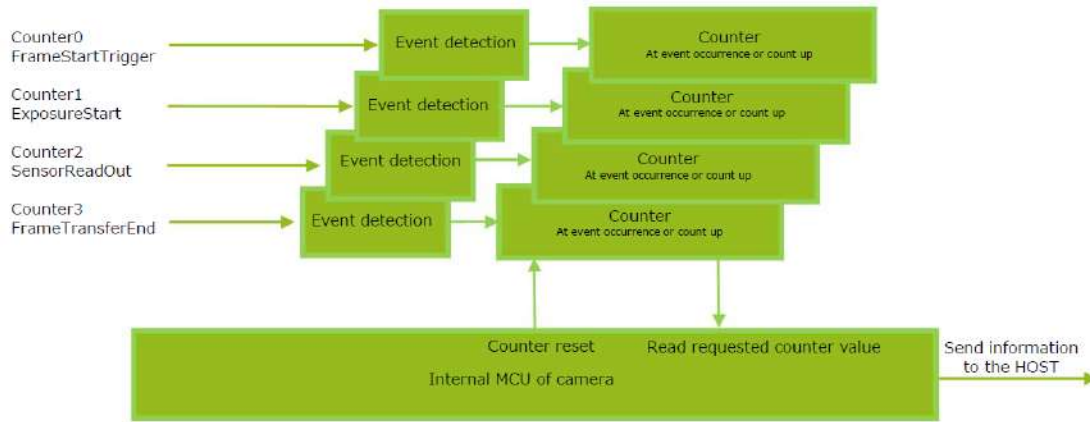 Counter0
FrameStartTrigger
Event detection
Counter
At event occurrence or count up
Counter1
ExposureStart
Event detection
Counter
At event occurrence or count up
Counter2
SensorReadOut
Event detection
Counter
At event occurrence or count up
Counter3
FrameTransferEnd
Event detection
Counter
At event occurrence or count up
Counter reset
Read requested counter value
Internal MCU of camera
Send information
to the HOST